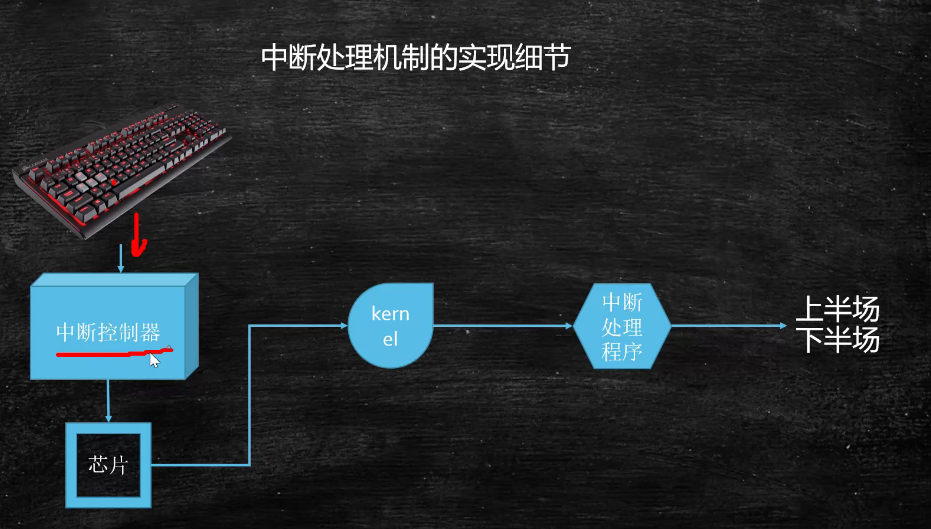 中断处理机制的实现细节
中断控制器
芯片
kern
el
中断
处理
程序
上半场
下半场